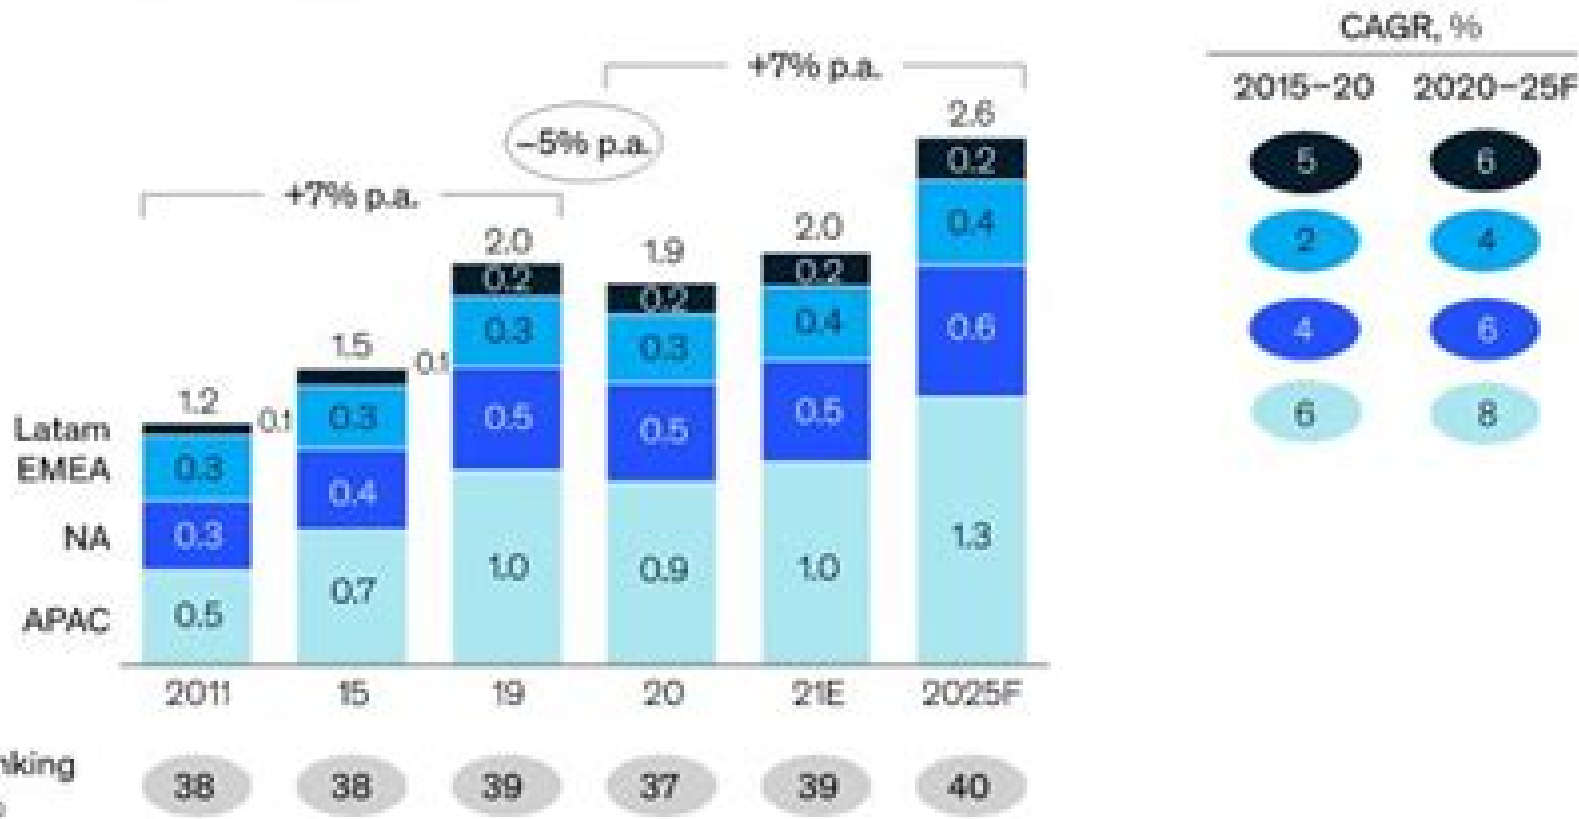 CAGR, %
2015–20 2020–25F
5 6
2 4
4 6
6 8
+7% p.a.
–5% p.a.
+7% p.a.
1.2 1.5 2.0 1.9 2.0 2.6
Latam 0.1 0.1 0.2 0.2 0.2 0.2
EMEA 0.3 0.3 0.3 0.3 0.4 0.4
NA 0.3 0.4 0.5 0.5 0.5 0.6
APAC 0.5 0.7 1.0 0.9 1.0 1.3
2011 15 19 20 21E 2025F
nking
38 38 39 37 39 40